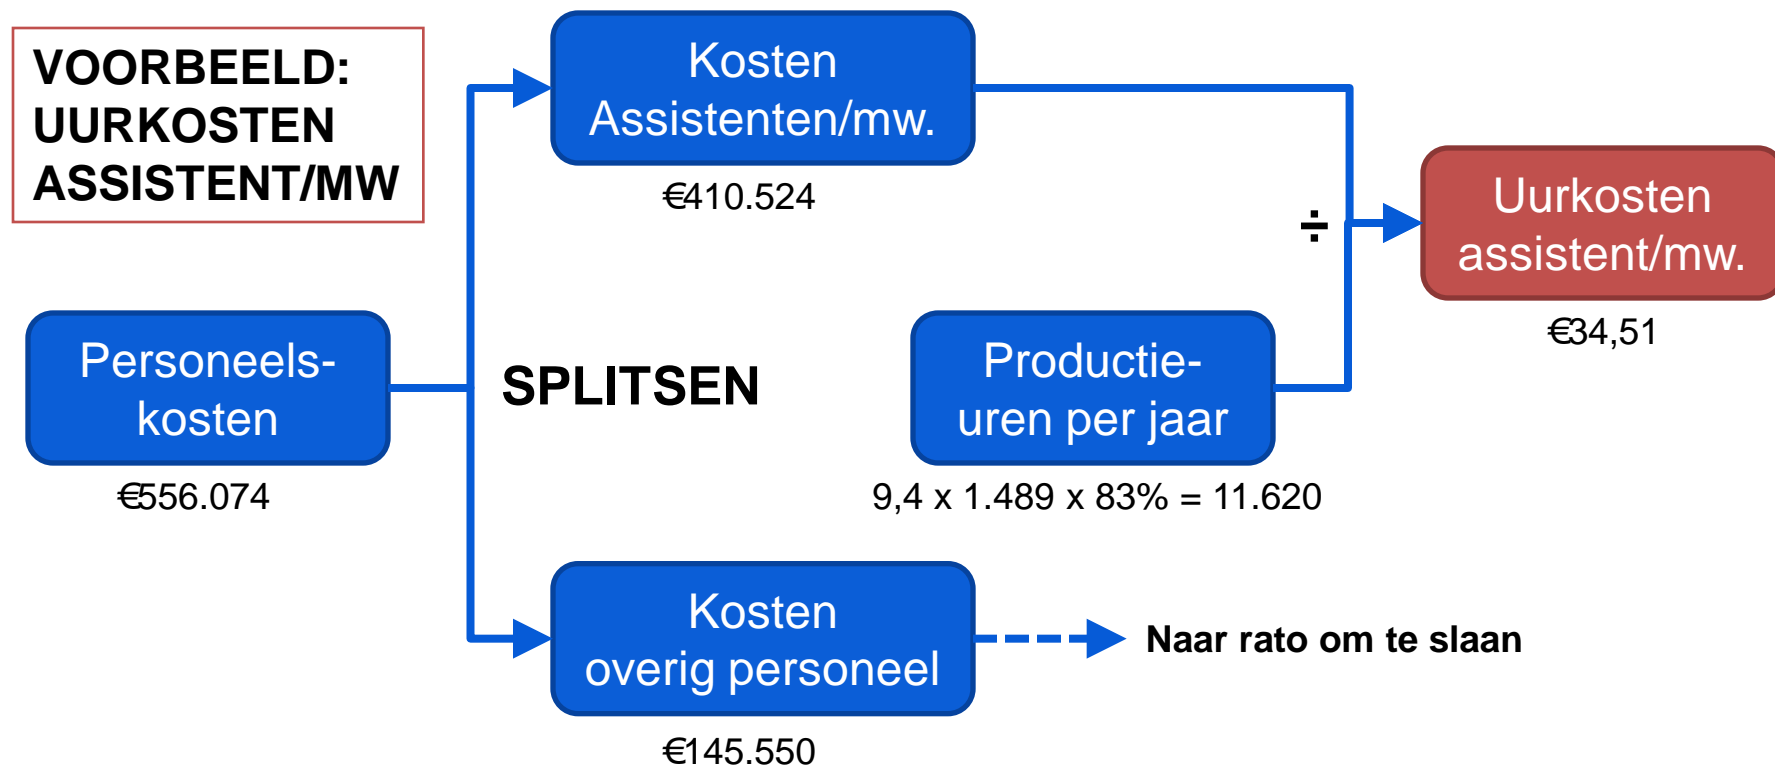 VOORBEELD:
UURKOSTEN
ASSISTENT/MW
Kosten
Assistenten/mw.
€410.524
÷
Uurkosten
assistent/mw.
€34,51
Personeels-
kosten
€556.074
SPLITSEN
Productie-
uren per jaar
9,4 x 1.489 x 83% = 11.620
Kosten
overig personeel
€145.550
Naar rato om te slaan